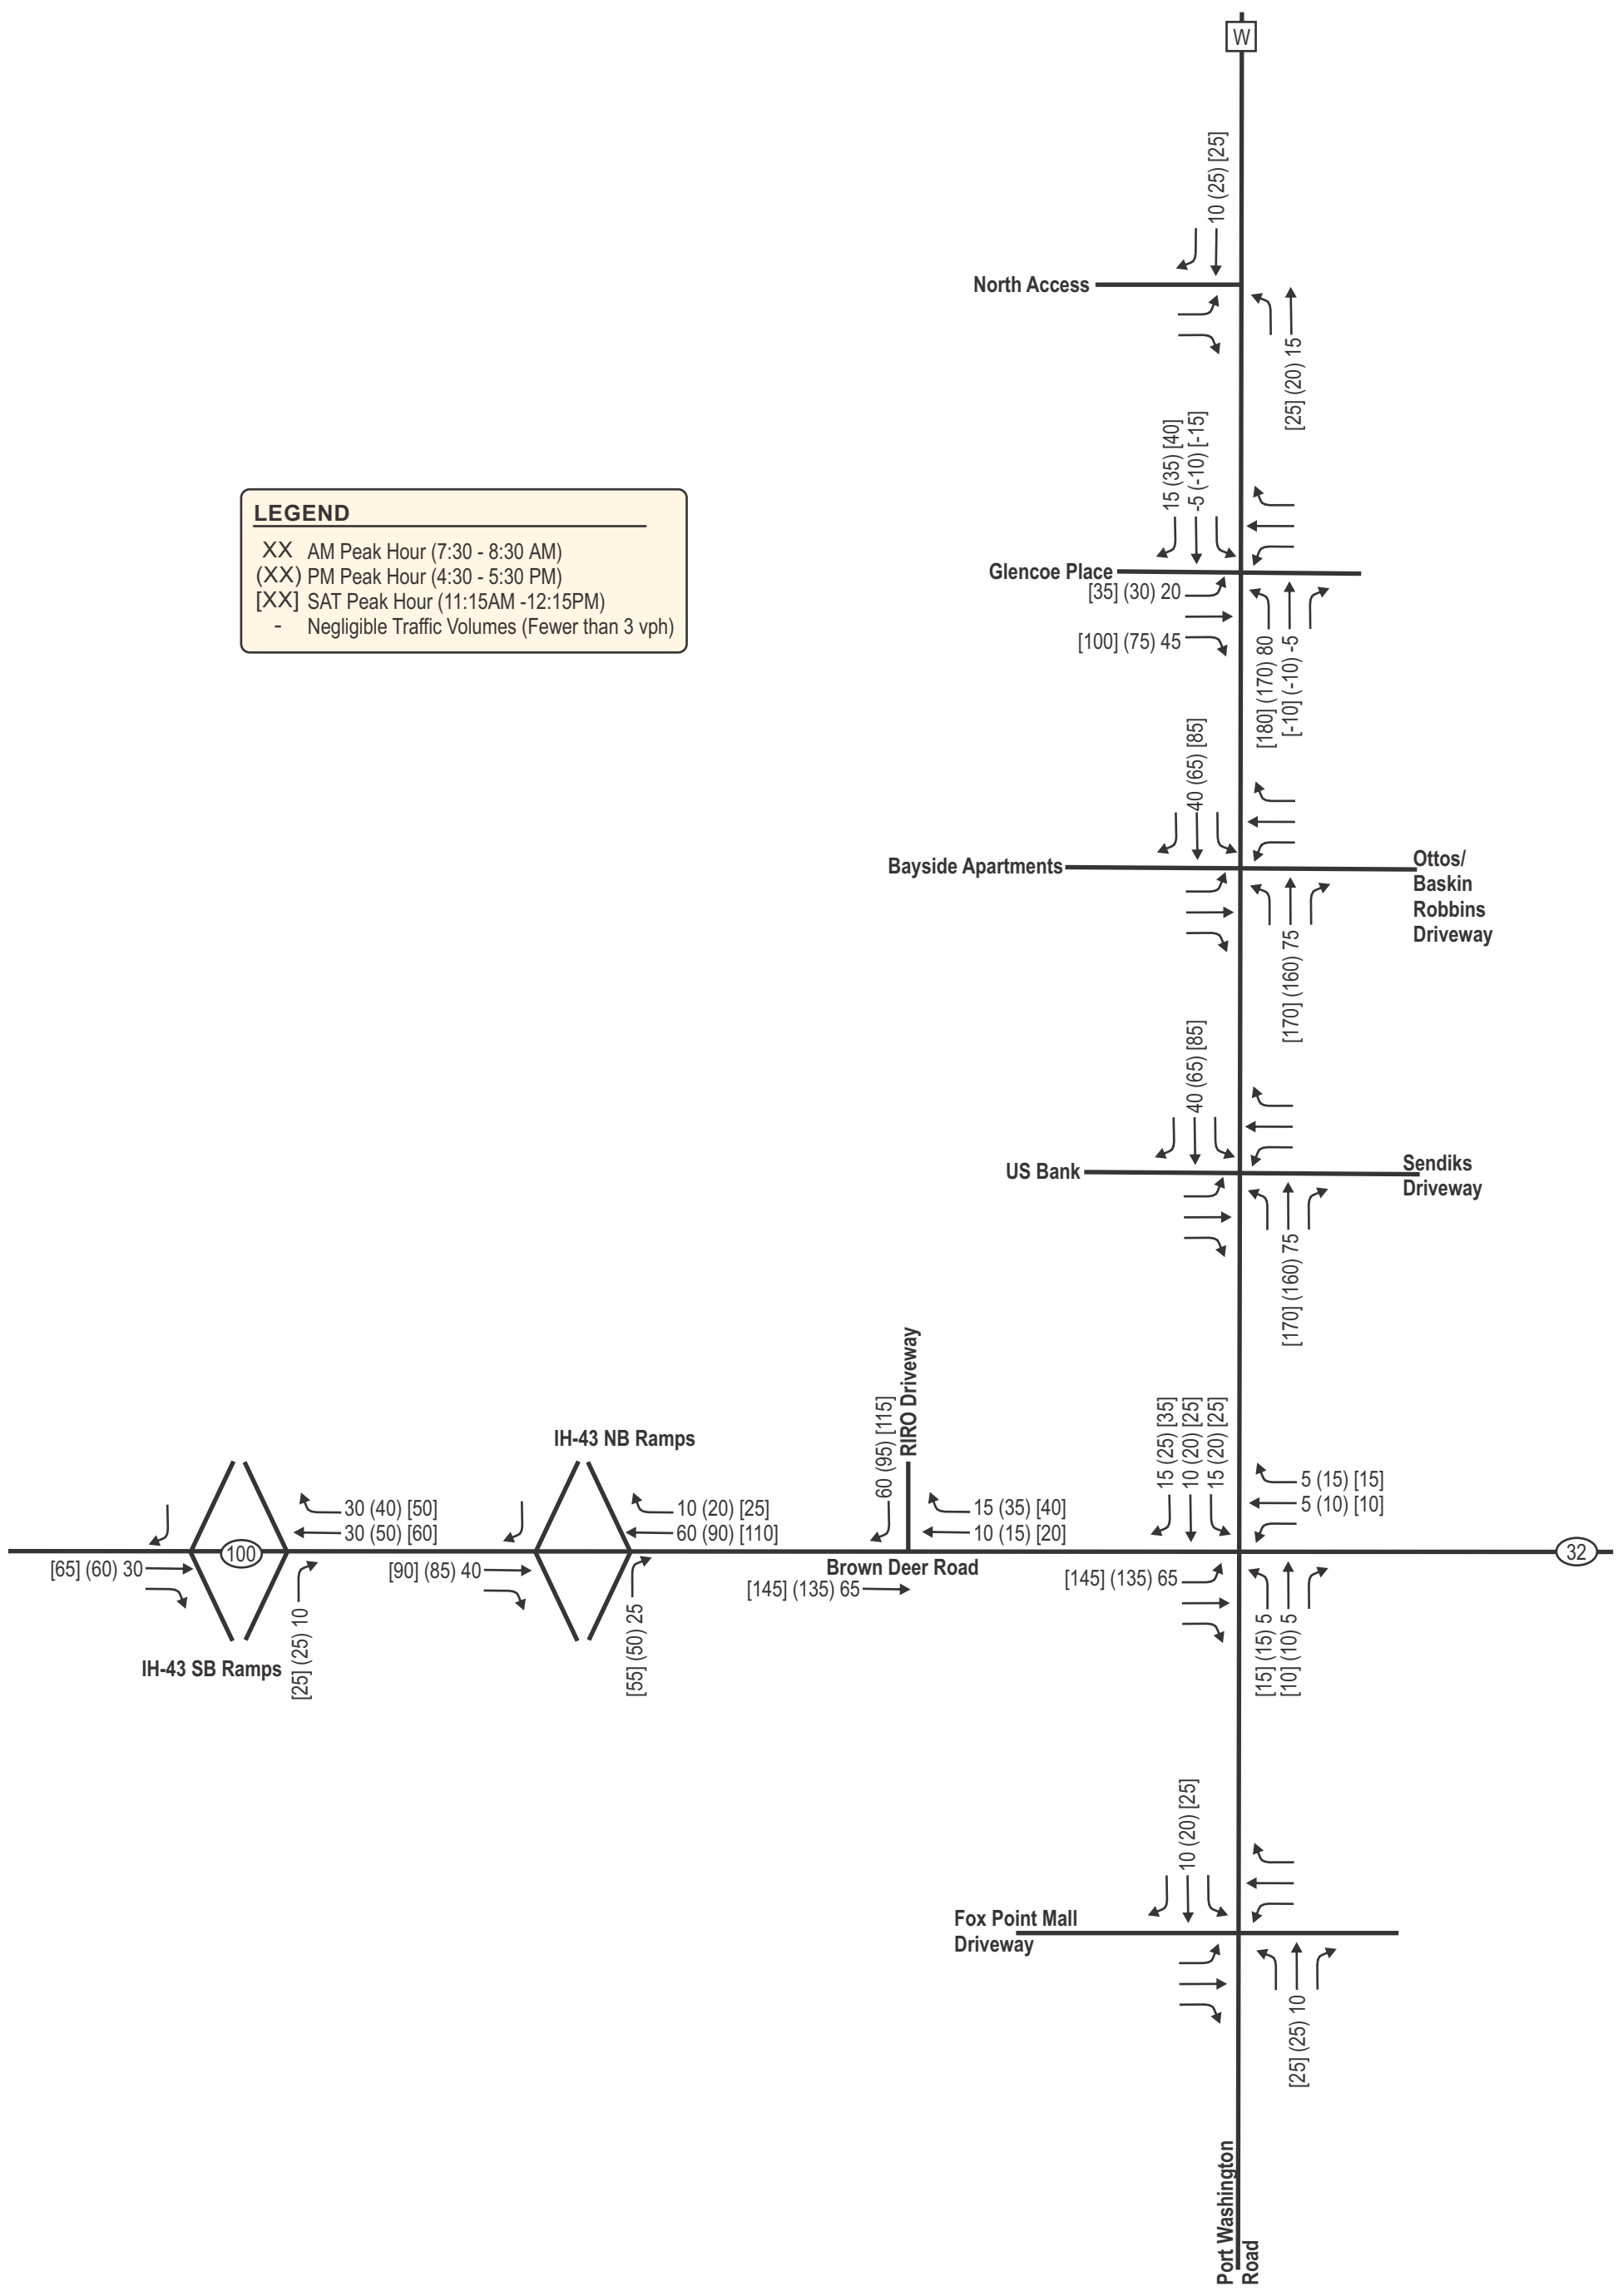 W
10 (25) [25]
North Access
[25] (20) 15
15 (35) [40]
-5 (-10) [-15]
LEGEND
XX AM Peak Hour (7:30 - 8:30 AM)
(XX) PM Peak Hour (4:30 - 5:30 PM)
[XX] SAT Peak Hour (11:15AM -12:15PM)
- Negligible Traffic Volumes (Fewer than 3 vph)
Glencoe Place
[35] (30) 20
[100] (75) 45
[180] (170) 80
[-10] (-10) -5
40 (65) [85]
Bayside Apartments
Ottos/
Baskin
Robbins
Driveway
[170] (160) 75
40 (65) [85]
US Bank
Sendiks
Driveway
[170] (160) 75
RIRO Driveway
60 (95) [115]
15 (25) [35]
10 (20) [25]
15 (20) [25]
IH-43 NB Ramps
30 (40) [50]
30 (50) [60]
10 (20) [25]
60 (90) [110]
15 (35) [40]
10 (15) [20]
5 (15) [15]
5 (10) [10]
100
32
[65] (60) 30
[90] (85) 40
Brown Deer Road
[145] (135) 65
[145] (135) 65
IH-43 SB Ramps
[25] (25) 10
[55] (50) 25
[15] (15) 5
[10] (10) 5
10 (20) [25]
Fox Point Mall
Driveway
[25] (25) 10
Port Washington
Road